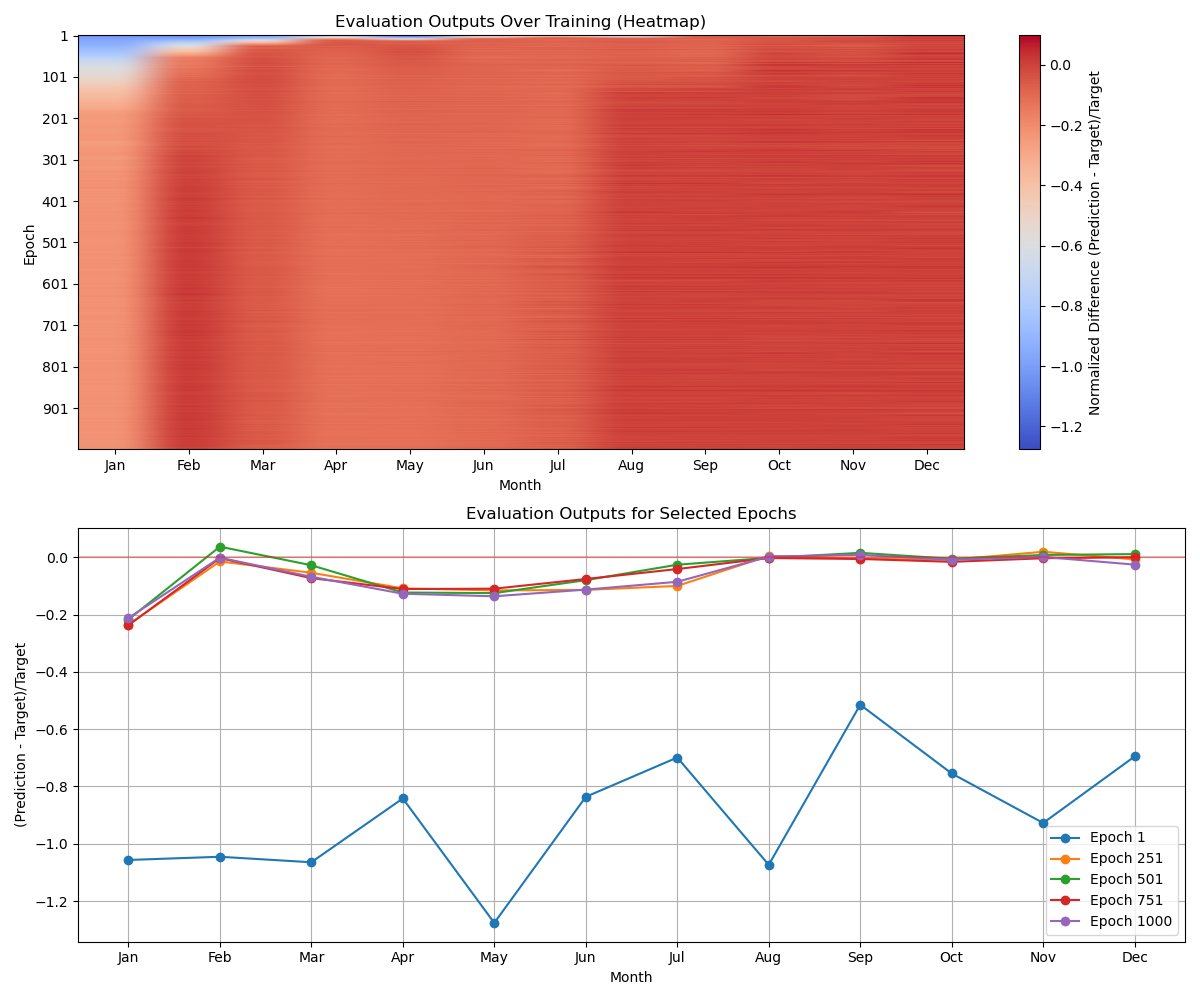 Evaluation Outputs Over Training (Heatmap)
1
101
201
301
401
501
601
701
801
901
Epoch
Jan Feb Mar Apr May Jun Jul Aug Sep Oct Nov Dec
Month
0.0
−0.2
−0.4
−0.6
−0.8
−1.0
−1.2
Normalized Difference (Prediction - Target)/Target
Evaluation Outputs for Selected Epochs
0.0
−0.2
−0.4
−0.6
−0.8
−1.0
−1.2
(Prediction - Target)/Target
Epoch 1
Epoch 251
Epoch 501
Epoch 751
Epoch 1000
Jan Feb Mar Apr May Jun Jul Aug Sep Oct Nov Dec
Month